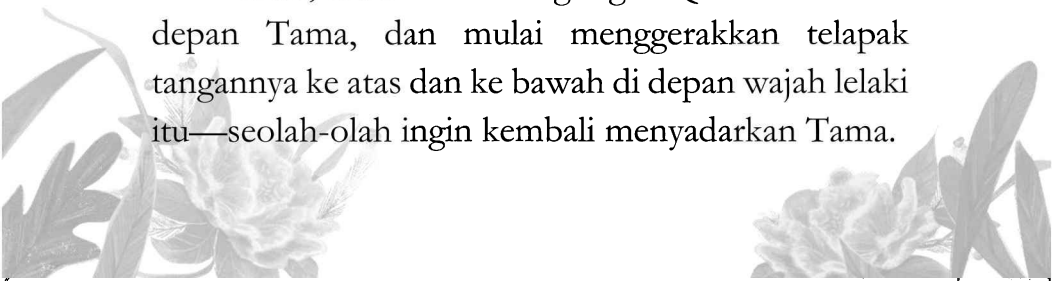 depan Tama, dan mulai menggerakkan telapak
tangannya ke atas dan ke bawah di depan wajah lelaki
itu—seolah-olah ingin kembali menyadarkan Tama.